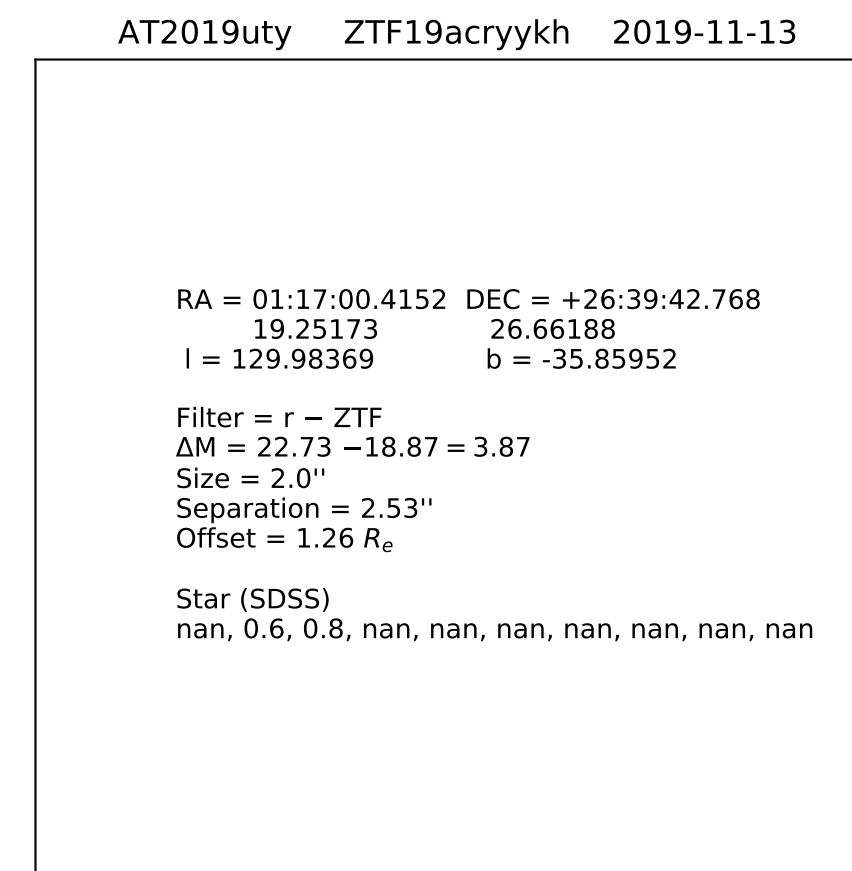 AT2019uty ZTF19acryykh 2019-11-13
RA = 01:17:00.4152 DEC = +26:39:42.768
19.25173 26.66188
l = 129.98369 b = -35.85952
Filter = r − ZTF
ΔM = 22.73 −18.87 = 3.87
Size = 2.0''
Separation = 2.53''
Offset = 1.26 Rₑ
Star (SDSS)
nan, 0.6, 0.8, nan, nan, nan, nan, nan, nan, nan